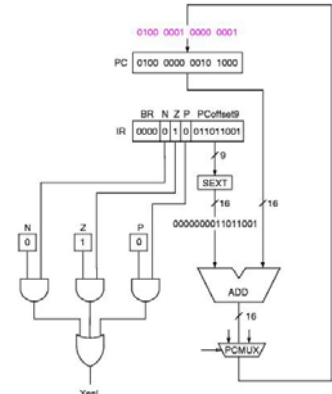 0100 0001 0000 0001
PC 0100 0000 0010 1000
BR N Z P PCoffset9
IR 0000 0 1 0 011011001
9
SEXT
16 16
0000000011011001
N Z P
0 1 0
ADD
16
PCMUX
Yes!